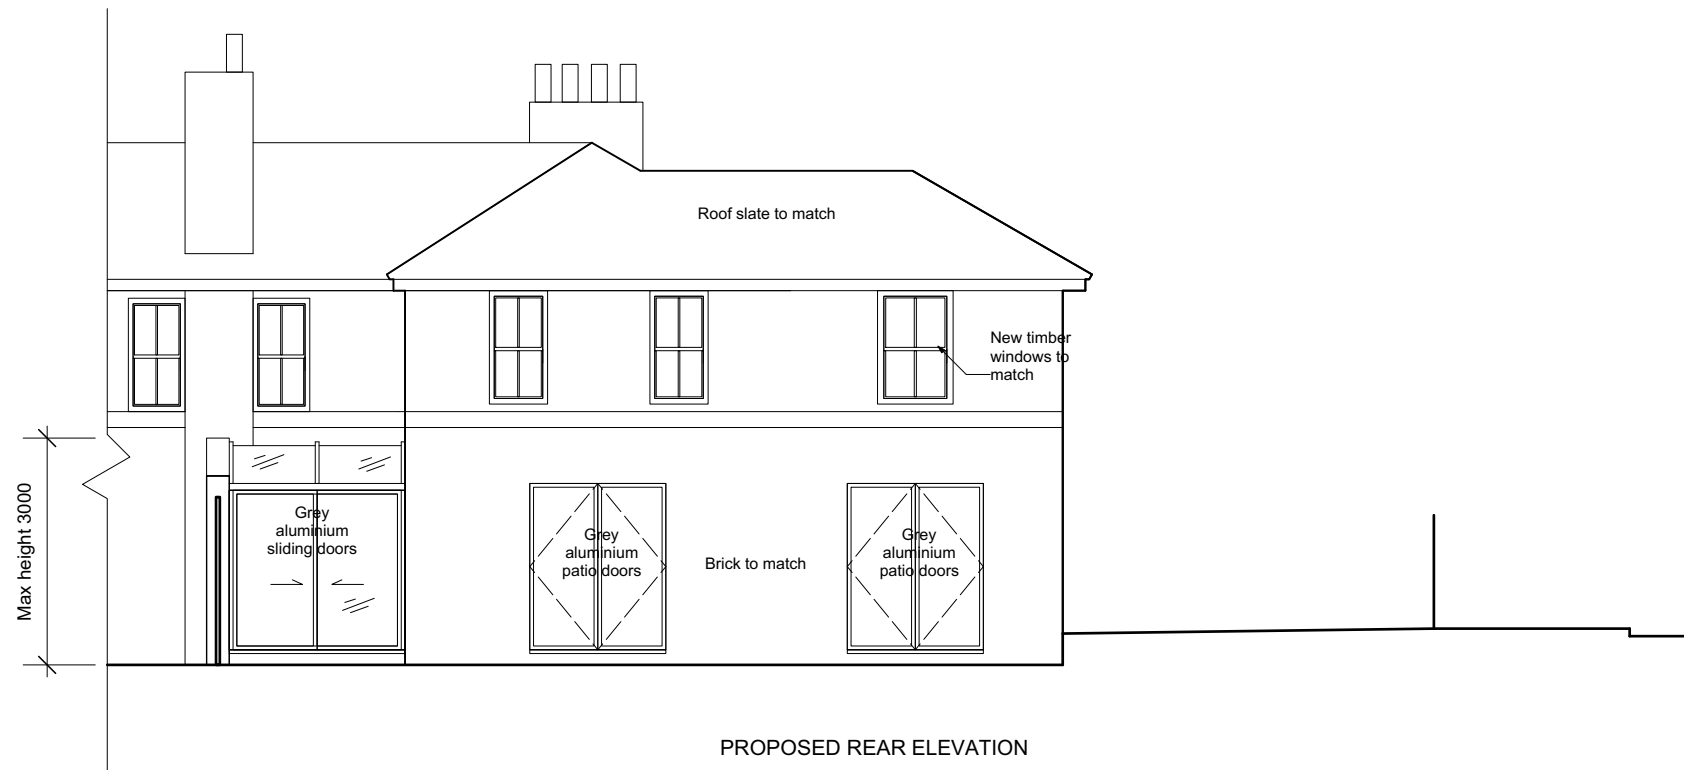 Roof slate to match
New timber
windows to
match
Max height 3000
Grey
aluminium
sliding doors
Grey
aluminium
patio doors
Brick to match
Grey
aluminium
patio doors
PROPOSED REAR ELEVATION